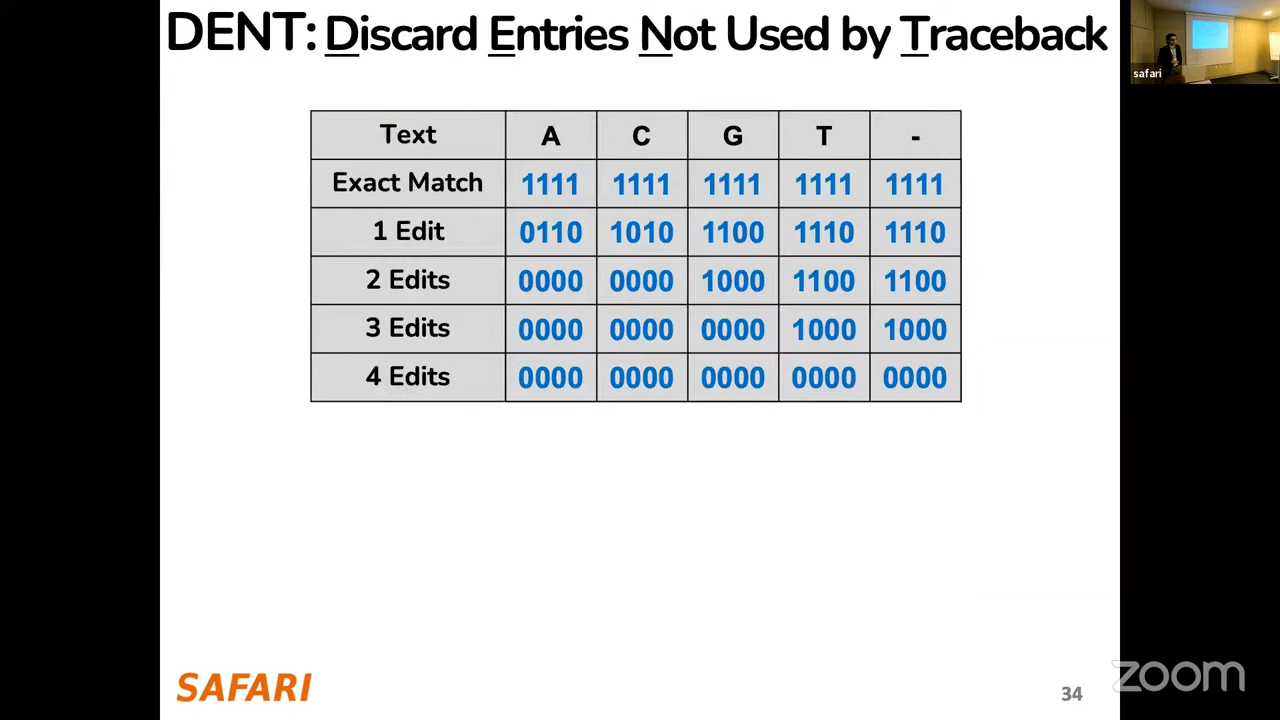 DENT: Discard Entries Not Used by Traceback
safari
Text A C G T -
Exact Match 1111 1111 1111 1111 1111
1 Edit 0110 1010 1100 1110 1110
2 Edits 0000 0000 1000 1100 1100
3 Edits 0000 0000 0000 1000 1000
4 Edits 0000 0000 0000 0000 0000
SAFARI
34
zoom